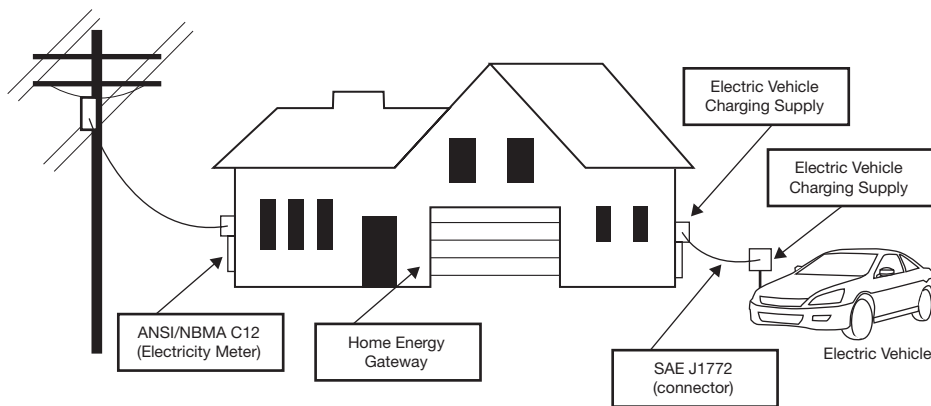 Electric Vehicle
Charging Supply
Electric Vehicle
Charging Supply
ANSI/NBMA C12
(Electricity Meter)
Home Energy
Gateway
SAE J1772
(connector)
Electric Vehicle